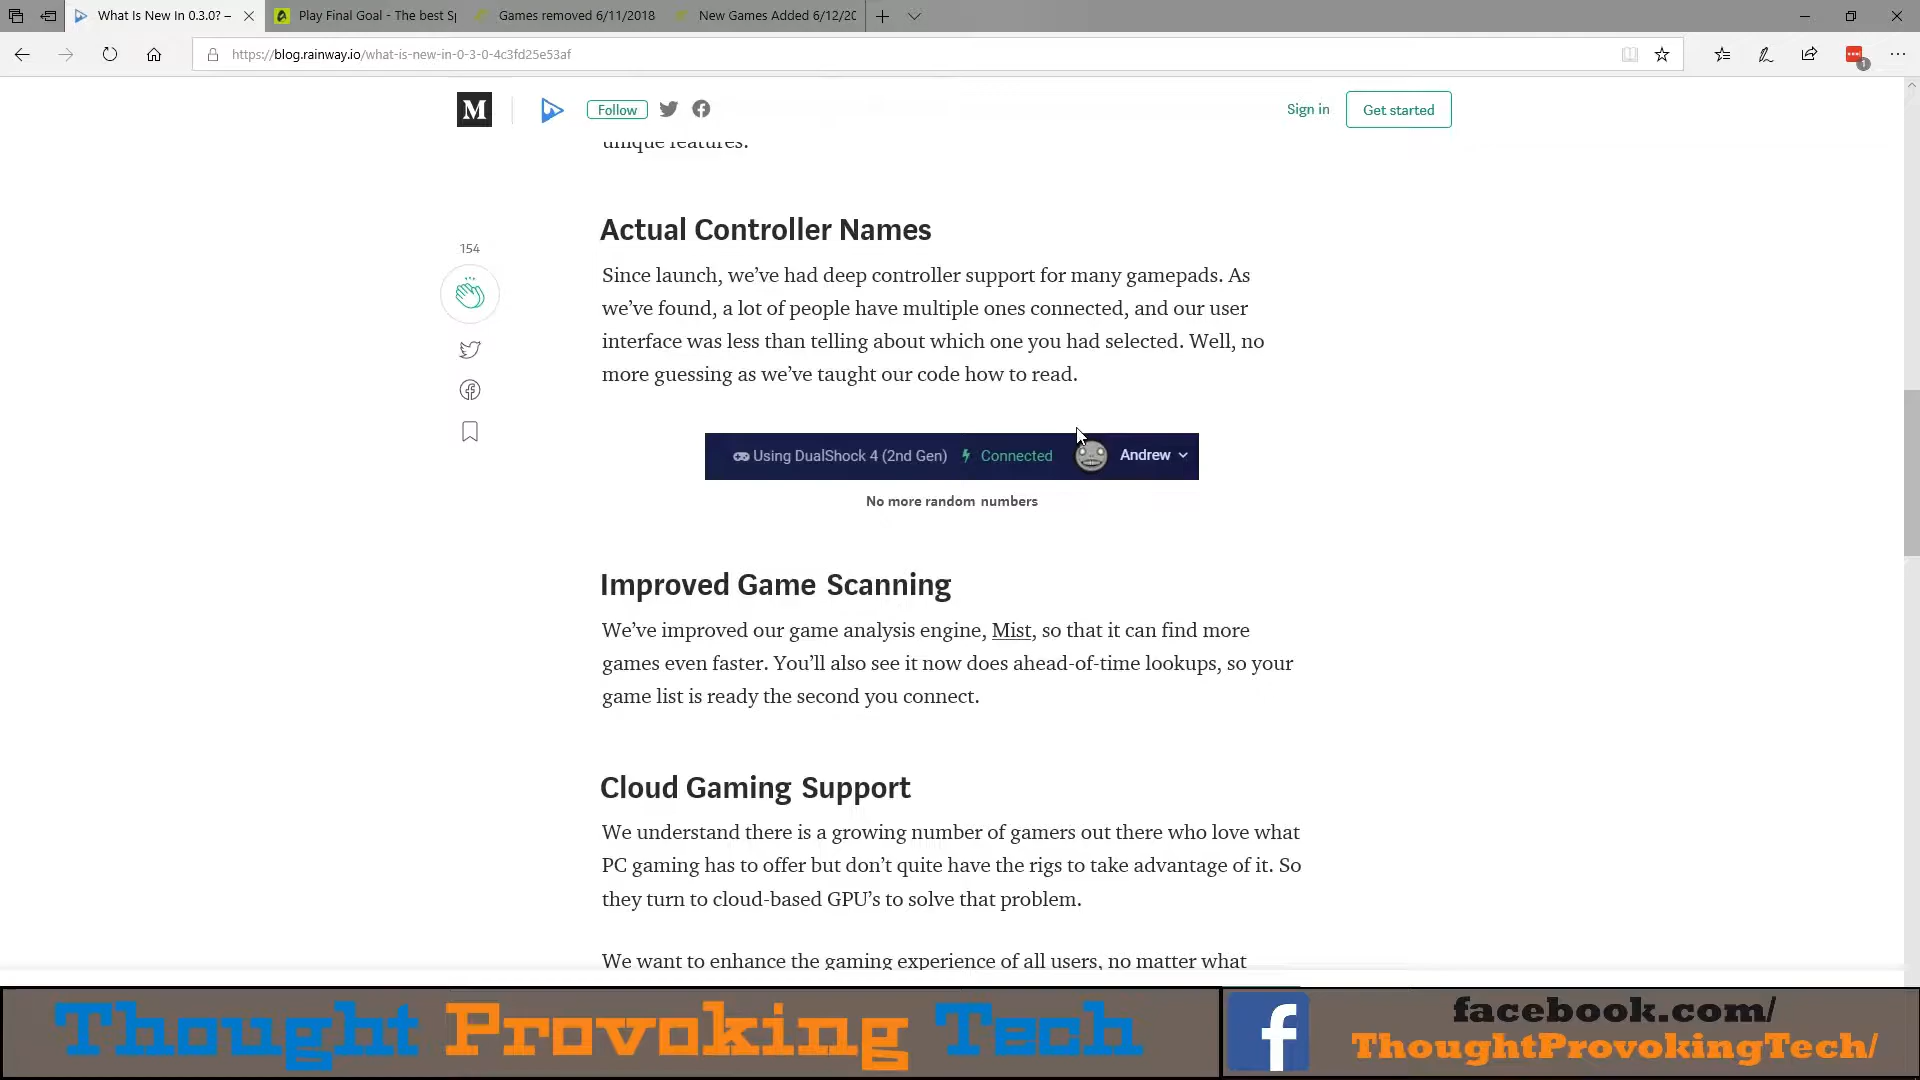 What Is New In 0.3.0? –
Play Final Goal - The best Sp
Games removed 6/11/2018
New Games Added 6/12/20
https://blog.rainway.io/what-is-new-in-0-3-0-4c3fd25e53af
1
M
Follow
Sign in
Get started
unique features.
154
Actual Controller Names
Since launch, we’ve had deep controller support for many gamepads. As
we’ve found, a lot of people have multiple ones connected, and our user
interface was less than telling about which one you had selected. Well, no
more guessing as we’ve taught our code how to read.
Using DualShock 4 (2nd Gen) Connected Andrew
No more random numbers
Improved Game Scanning
We’ve improved our game analysis engine, Mist, so that it can find more
games even faster. You’ll also see it now does ahead-of-time lookups, so your
game list is ready the second you connect.
Cloud Gaming Support
We understand there is a growing number of gamers out there who love what
PC gaming has to offer but don’t quite have the rigs to take advantage of it. So
they turn to cloud-based GPU’s to solve that problem.
We want to enhance the gaming experience of all users, no matter what
Thought Provoking Tech
f
facebook.com/
ThoughtProvokingTech/